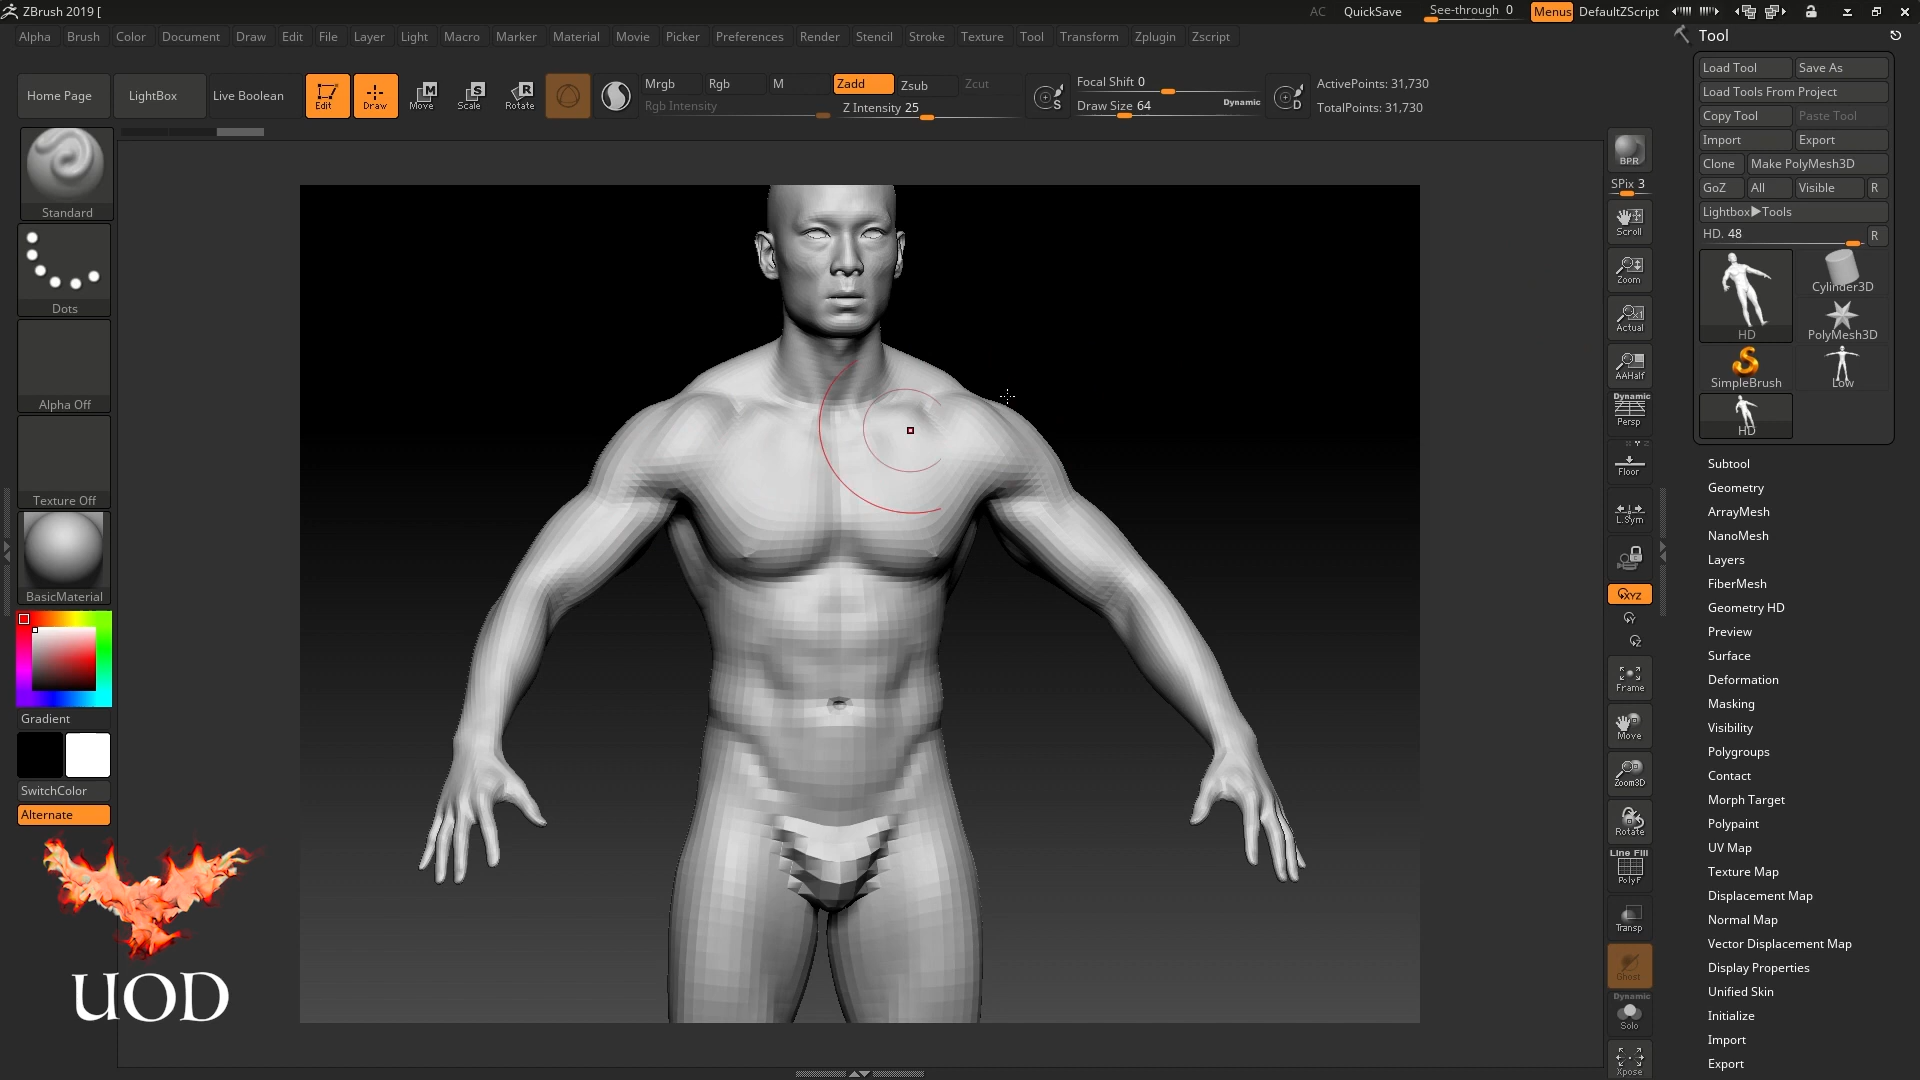 ZBrush 2019 [
AC QuickSave See-through 0 Menus DefaultZScript
Alpha Brush Color Document Draw Edit File Layer Light Macro Marker Material Movie Picker Preferences Render Stencil Stroke Texture Tool Transform Zplugin Zscript
Home Page LightBox Live Boolean Edit Draw Move Scale Rotate
M S R
Mrgb Rgb M Zadd Zsub Zcut
Rgb Intensity Z Intensity 25
S Focal Shift 0
Draw Size 64 Dynamic
D ActivePoints: 31,730
TotalPoints: 31,730
Standard
Dots
Alpha Off
Texture Off
BasicMaterial
Gradient
SwitchColor
Alternate
UOD
BPR
SPix 3
Scroll
Zoom
Actual
AAHalf
Dynamic
Persp
Floor
L.Sym
XYZ
Y
Z
Frame
Move
Zoom3D
Rotate
Line Fill
PolyF
Transp
Ghost
Dynamic
Solo
Xpose
Tool
Load Tool Save As
Load Tools From Project
Copy Tool Paste Tool
Import Export
Clone Make PolyMesh3D
GoZ All Visible R
Lightbox▶Tools
HD. 48 R
HD Cylinder3D
PolyMesh3D
SimpleBrush Low
HD
Subtool
Geometry
ArrayMesh
NanoMesh
Layers
FiberMesh
Geometry HD
Preview
Surface
Deformation
Masking
Visibility
Polygroups
Contact
Morph Target
Polypaint
UV Map
Texture Map
Displacement Map
Normal Map
Vector Displacement Map
Display Properties
Unified Skin
Initialize
Import
Export